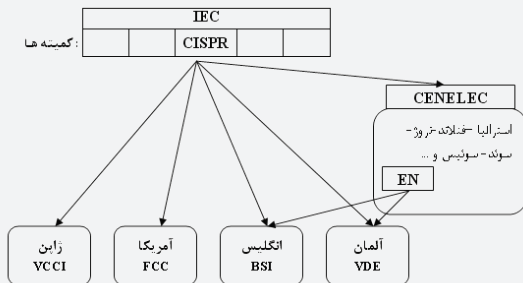 IEC
کمیته ها :
CISPR
CENELEC
استرالیا -فنلاند-نروژ-
سوئد- سوئیس و ...
EN
ژاپن
VCCI
آمریکا
FCC
انگلیس
BSI
آلمان
VDE